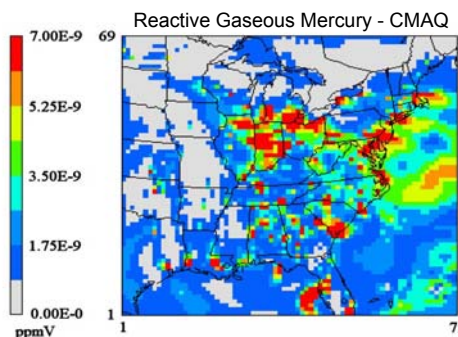 Reactive Gaseous Mercury - CMAQ
7.00E-9
5.25E-9
3.50E-9
1.75E-9
0.00E-0
ppmV
69
1
1
7